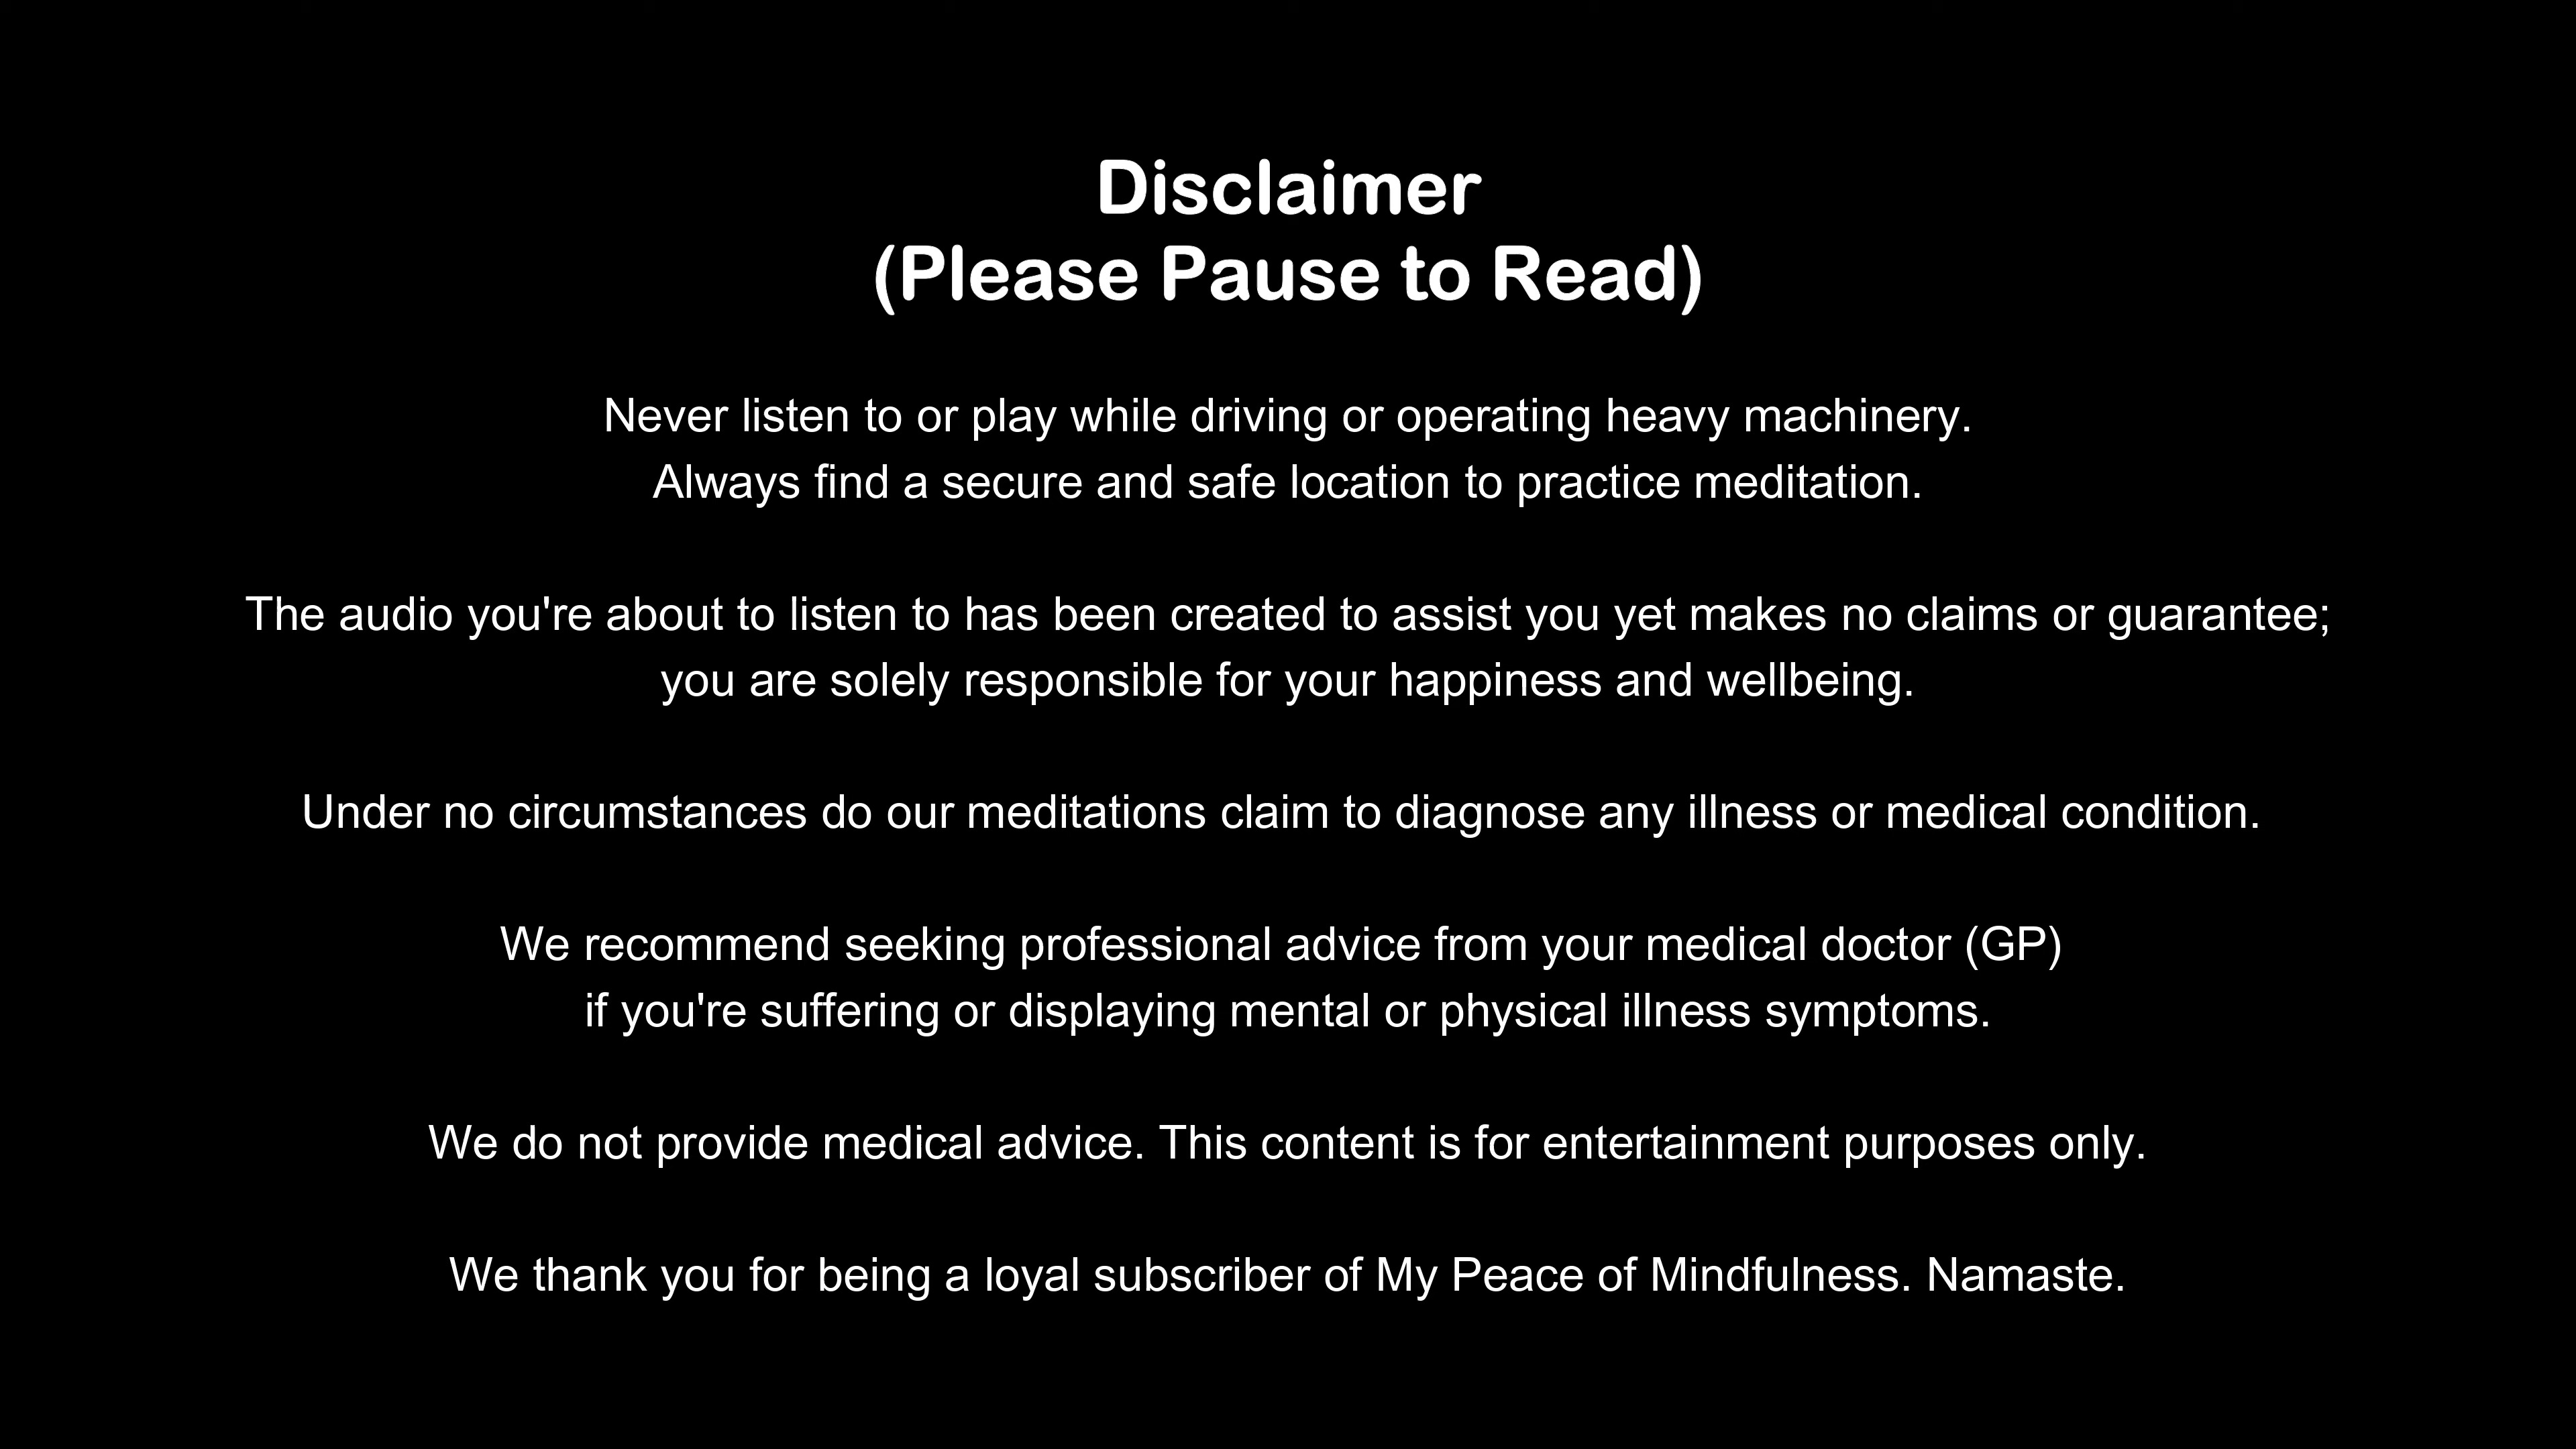 Disclaimer
(Please Pause to Read)
Never listen to or play while driving or operating heavy machinery.
Always find a secure and safe location to practice meditation.
The audio you're about to listen to has been created to assist you yet makes no claims or guarantee;
you are solely responsible for your happiness and wellbeing.
Under no circumstances do our meditations claim to diagnose any illness or medical condition.
We recommend seeking professional advice from your medical doctor (GP)
if you're suffering or displaying mental or physical illness symptoms.
We do not provide medical advice. This content is for entertainment purposes only.
We thank you for being a loyal subscriber of My Peace of Mindfulness. Namaste.